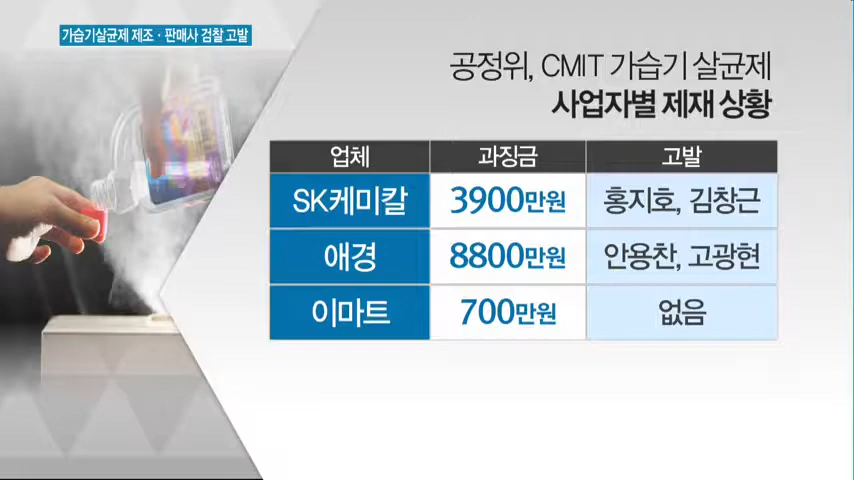 가습기살균제 제조·판매사 검찰 고발
공정위, CMIT 가습기 살균제
사업자별 제재 상황
업체 과징금 고발
SK케미칼 3900만원 홍지호, 김창근
애경 8800만원 안용찬, 고광현
이마트 700만원 없음